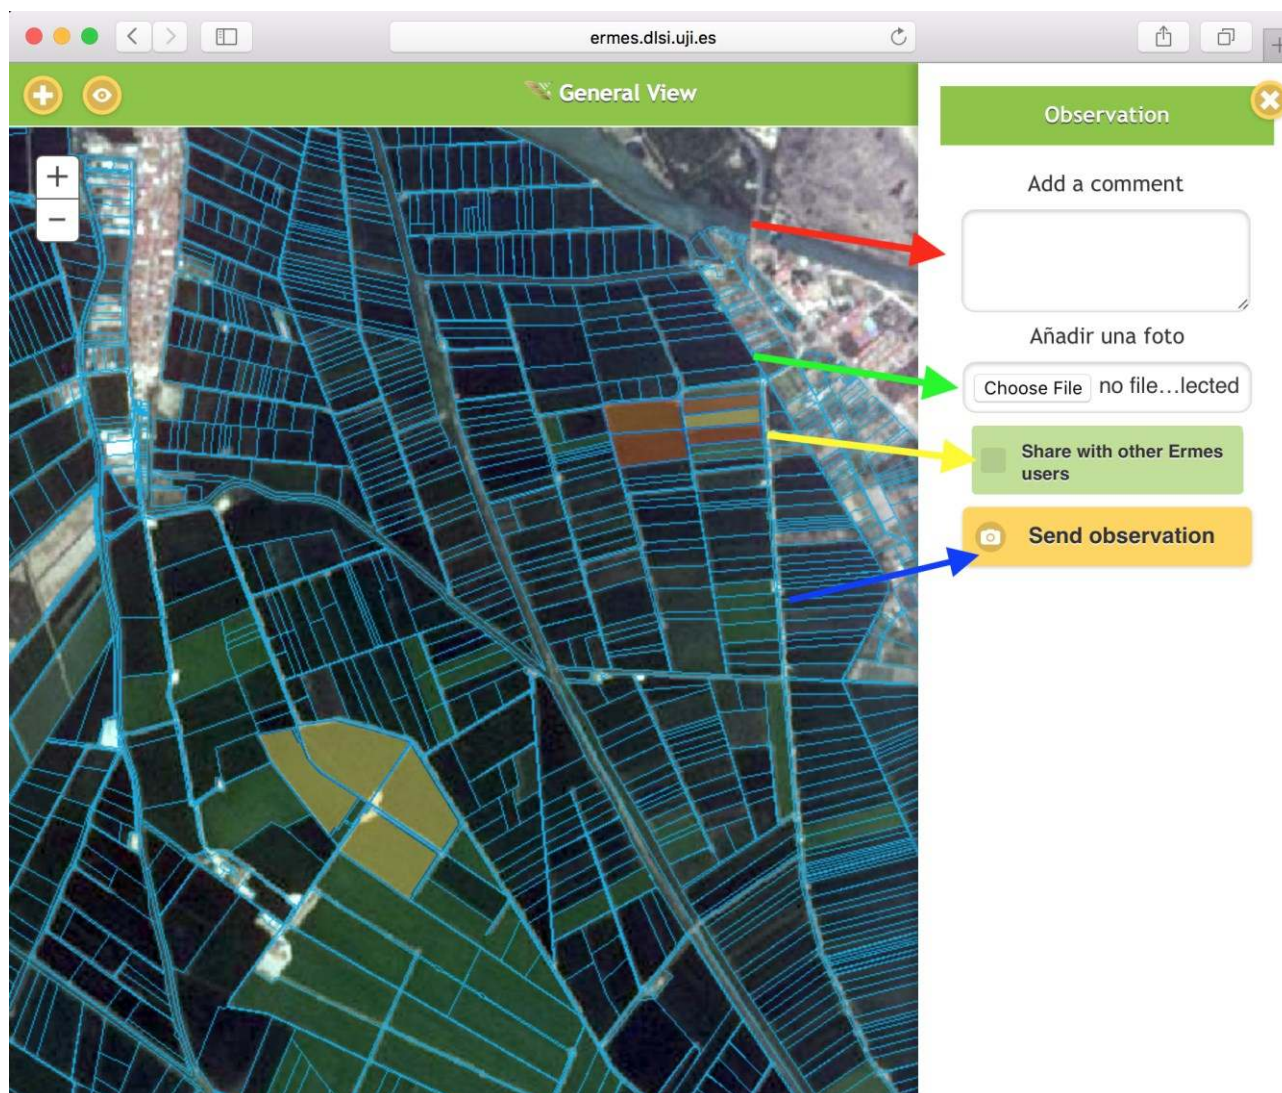 ermes.dlsi.uji.es
General View
Observation
Add a comment
Añadir una foto
Choose File no file...lected
Share with other Ermes
users
Send observation